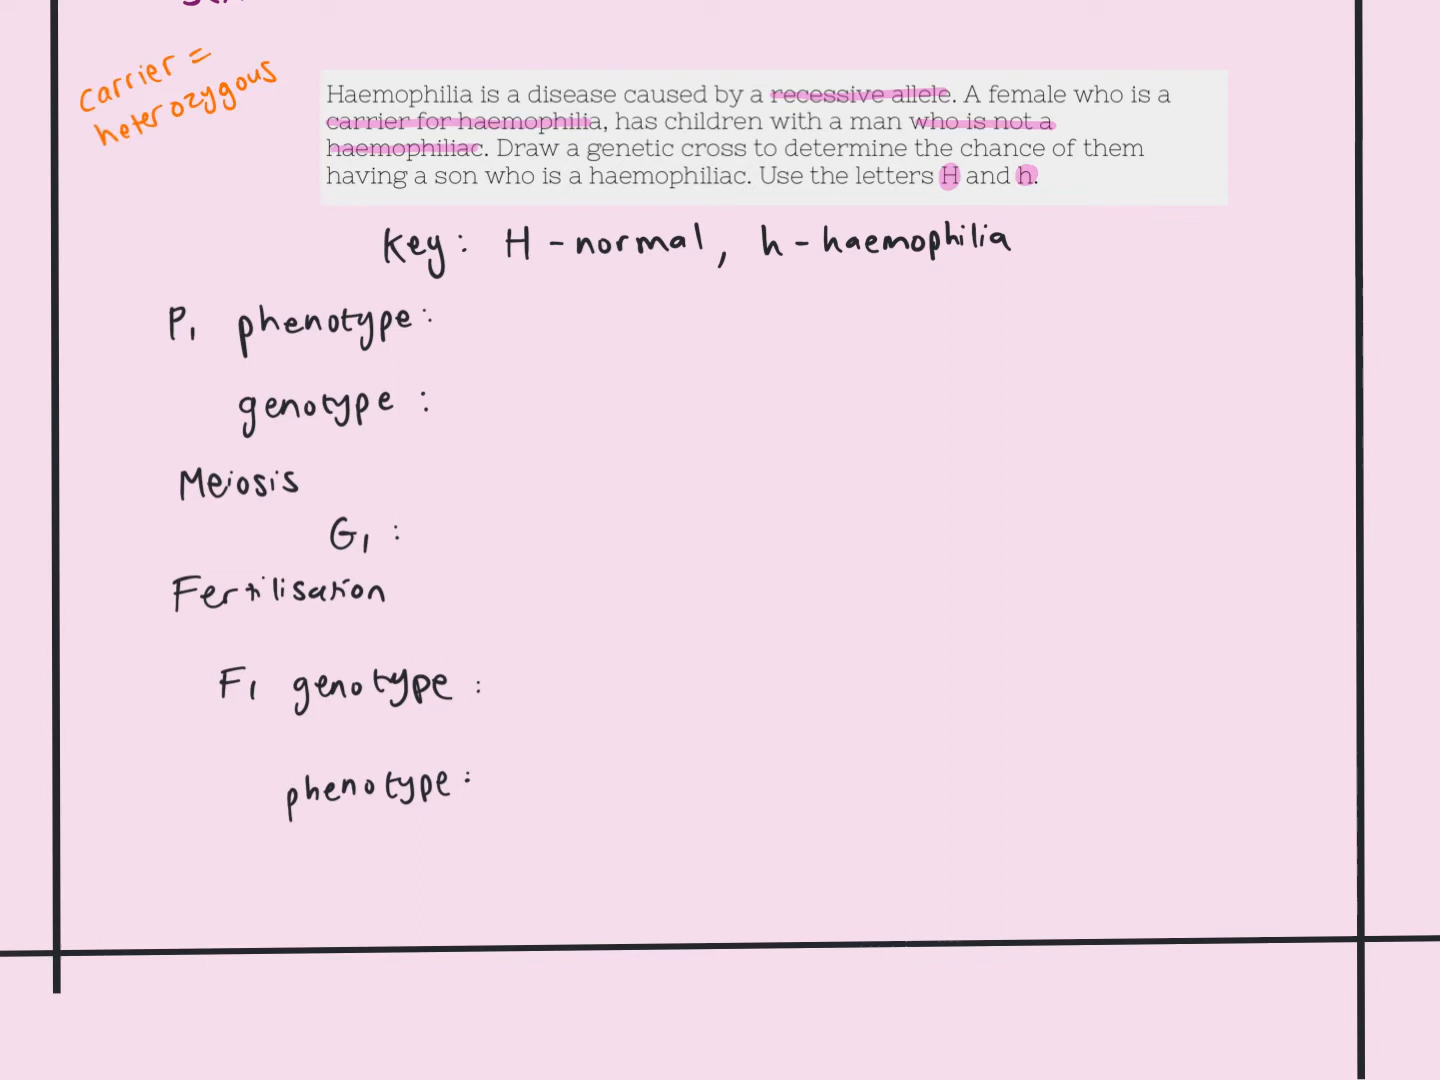 carrier =
heterozygous
Haemophilia is a disease caused by a recessive allele. A female who is a
carrier for haemophilia, has children with a man who is not a
haemophiliac. Draw a genetic cross to determine the chance of them
having a son who is a haemophiliac. Use the letters H and h.
Key: H - normal, h - haemophilia
P1 phenotype:
genotype:
Meiosis
G1:
Fertilisation
F1 genotype:
phenotype: